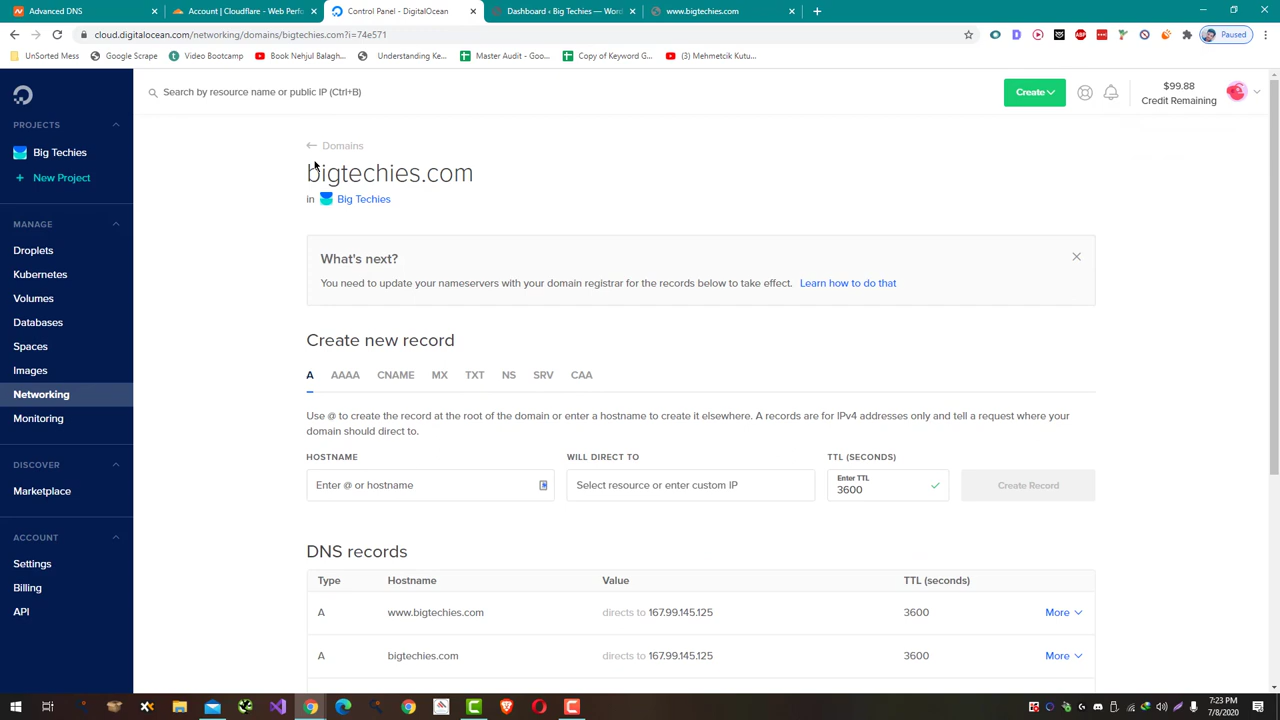 Advanced DNS
Account | Cloudflare - Web Perfo
Control Panel - DigitalOcean
Dashboard ‹ Big Techies — Word
www.bigtechies.com
cloud.digitalocean.com/networking/domains/bigtechies.com?i=74e571
Paused
UnSorted Mess
Google Scrape
Video Bootcamp
Book Nehjul Balagh...
Understanding Ke...
Master Audit - Goo...
Copy of Keyword G...
(3) Mehmetcik Kutu...
Search by resource name or public IP (Ctrl+B)
Create
$99.88
Credit Remaining
PROJECTS
Big Techies
+ New Project
MANAGE
Droplets
Kubernetes
Volumes
Databases
Spaces
Images
Networking
Monitoring
DISCOVER
Marketplace
ACCOUNT
Settings
Billing
API
← Domains
bigtechies.com
in Big Techies
What's next?
You need to update your nameservers with your domain registrar for the records below to take effect. Learn how to do that
Create new record
A AAAA CNAME MX TXT NS SRV CAA
Use @ to create the record at the root of the domain or enter a hostname to create it elsewhere. A records are for IPv4 addresses only and tell a request where your
domain should direct to.
HOSTNAME WILL DIRECT TO TTL (SECONDS)
Enter @ or hostname
Select resource or enter custom IP
Enter TTL
3600
Create Record
DNS records
Type Hostname Value TTL (seconds)
A www.bigtechies.com directs to 167.99.145.125 3600 More
A bigtechies.com directs to 167.99.145.125 3600 More
7:23 PM
7/8/2020